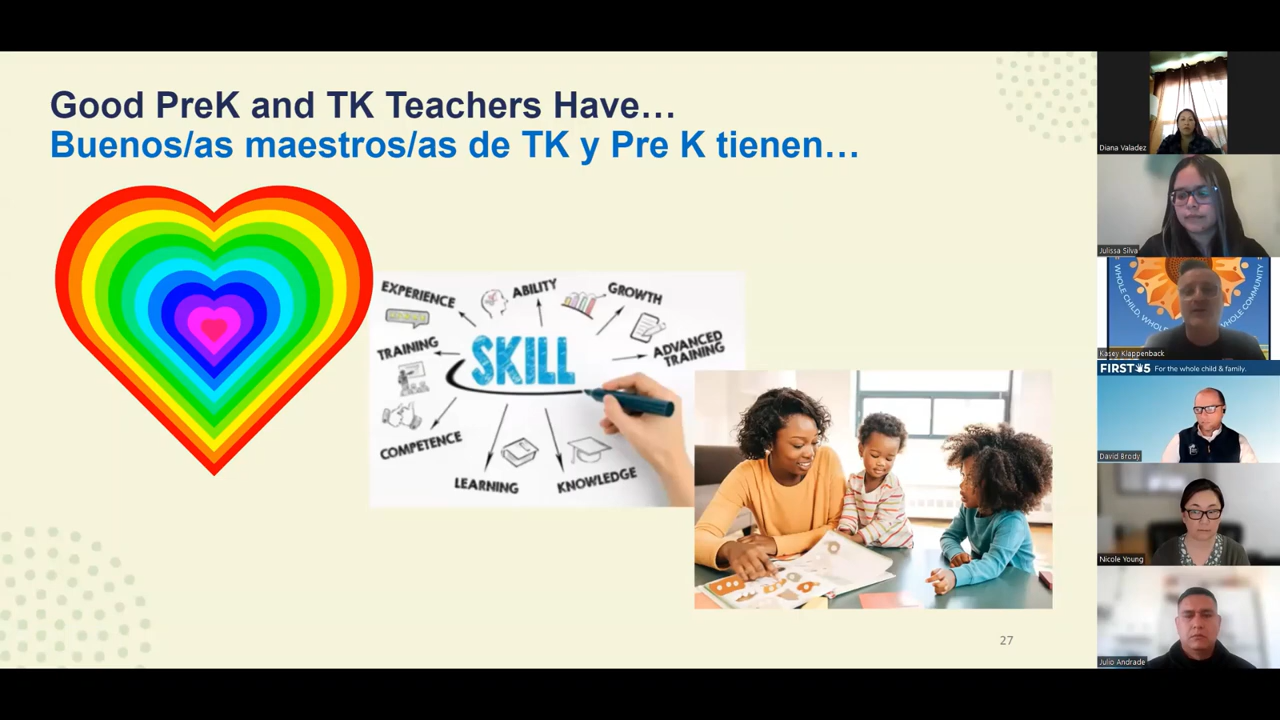 Good PreK and TK Teachers Have…
Buenos/as maestros/as de TK y Pre K tienen…
EXPERIENCE
ABILITY
GROWTH
TRAINING
SKILL
ADVANCED
TRAINING
COMPETENCE
LEARNING
KNOWLEDGE
27
Diana Valadez
Julissa Silva
WHOLE CHILD, WHOLE
WHOLE COMMUNITY
Kasey Klappenback
FIRST 5 For the whole child & family.
David Brody
Nicole Young
Julio Andrade